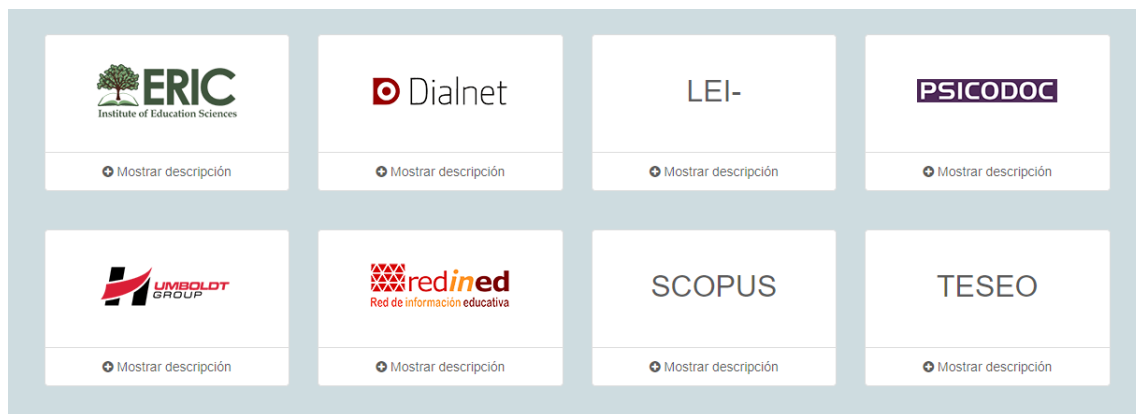 ERIC
Institute of Education Sciences
Dialnet
LEI-
PSICODOC
Mostrar descripción
Mostrar descripción
Mostrar descripción
Mostrar descripción
HUMBOLDT
GROUP
redined
Red de información educativa
SCOPUS
TESEO
Mostrar descripción
Mostrar descripción
Mostrar descripción
Mostrar descripción